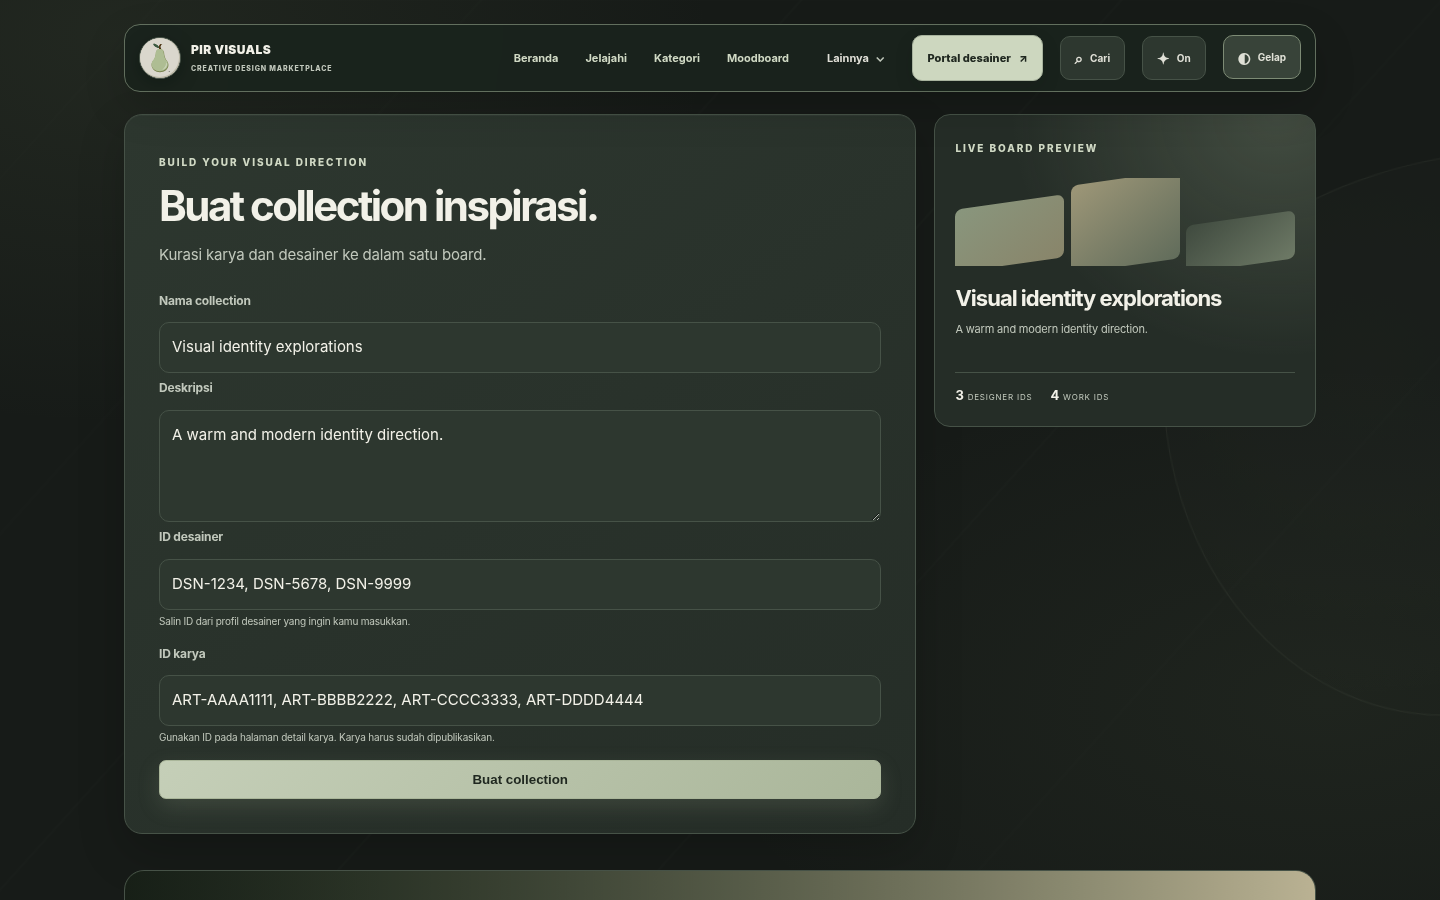 PIR VISUALS
CREATIVE DESIGN MARKETPLACE
Beranda
Jelajahi
Kategori
Moodboard
Lainnya
Portal desainer ↗
Cari
On
Gelap
BUILD YOUR VISUAL DIRECTION
Buat collection inspirasi.
Kurasi karya dan desainer ke dalam satu board.
Nama collection
Visual identity explorations
Deskripsi
A warm and modern identity direction.
ID desainer
DSN-1234, DSN-5678, DSN-9999
Salin ID dari profil desainer yang ingin kamu masukkan.
ID karya
ART-AAAA1111, ART-BBBB2222, ART-CCCC3333, ART-DDDD4444
Gunakan ID pada halaman detail karya. Karya harus sudah dipublikasikan.
Buat collection
LIVE BOARD PREVIEW
Visual identity explorations
A warm and modern identity direction.
3 DESIGNER IDS 4 WORK IDS